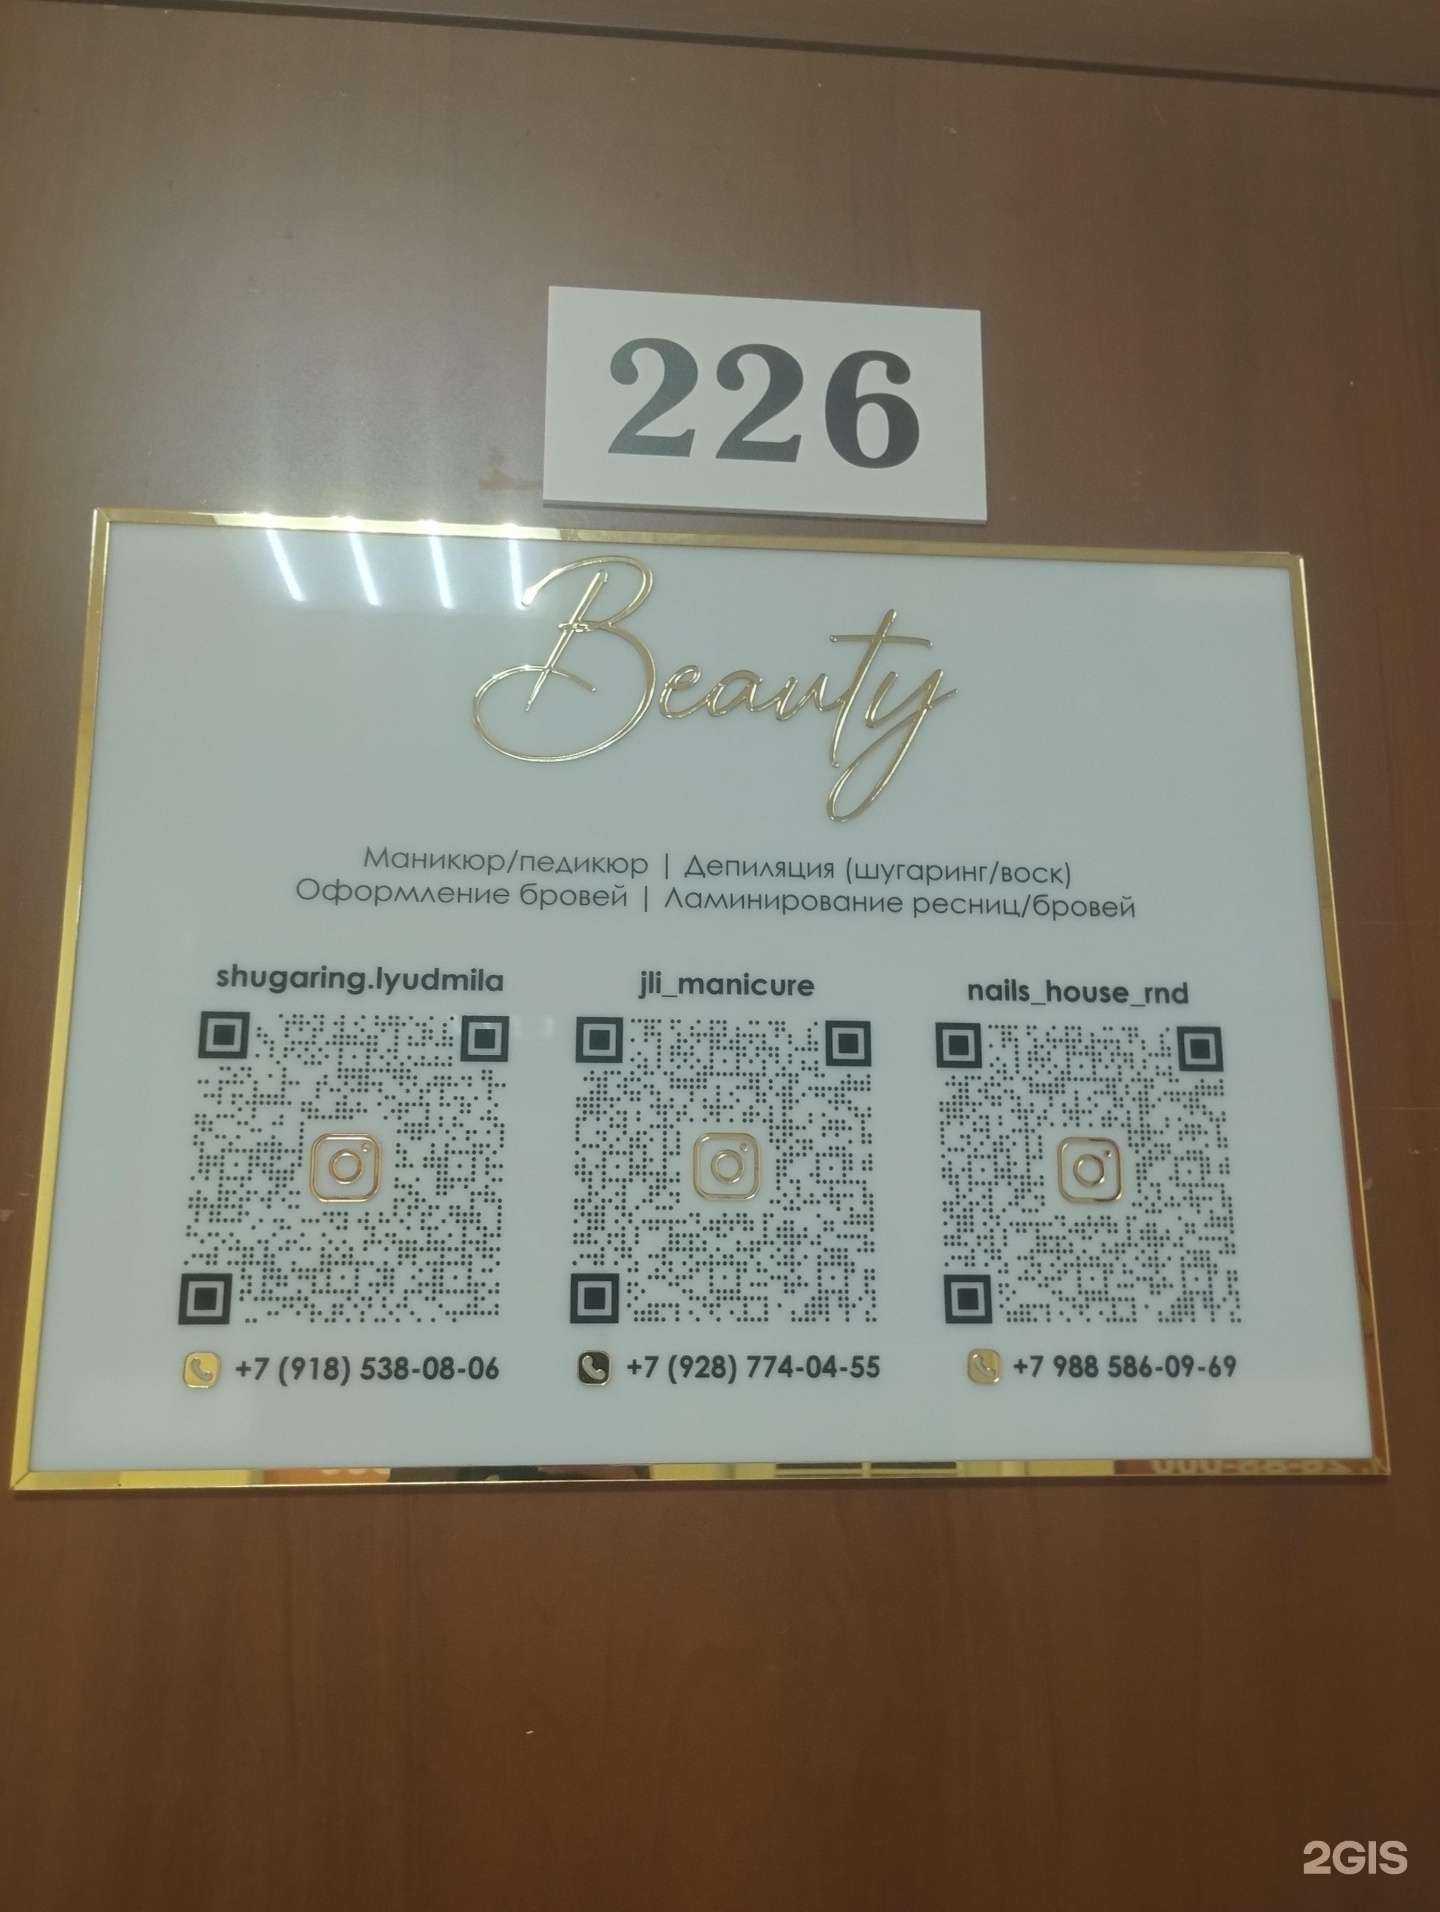 226
Beauty
Маникюр/педикюр | Депиляция (шугаринг/воск)
Оформление бровей | Ламинирование ресниц/бровей
shugaring.lyudmila
jli_manicure
nails_house_rnd
+7 (918) 538-08-06
+7 (928) 774-04-55
+7 988 586-09-69
2GIS